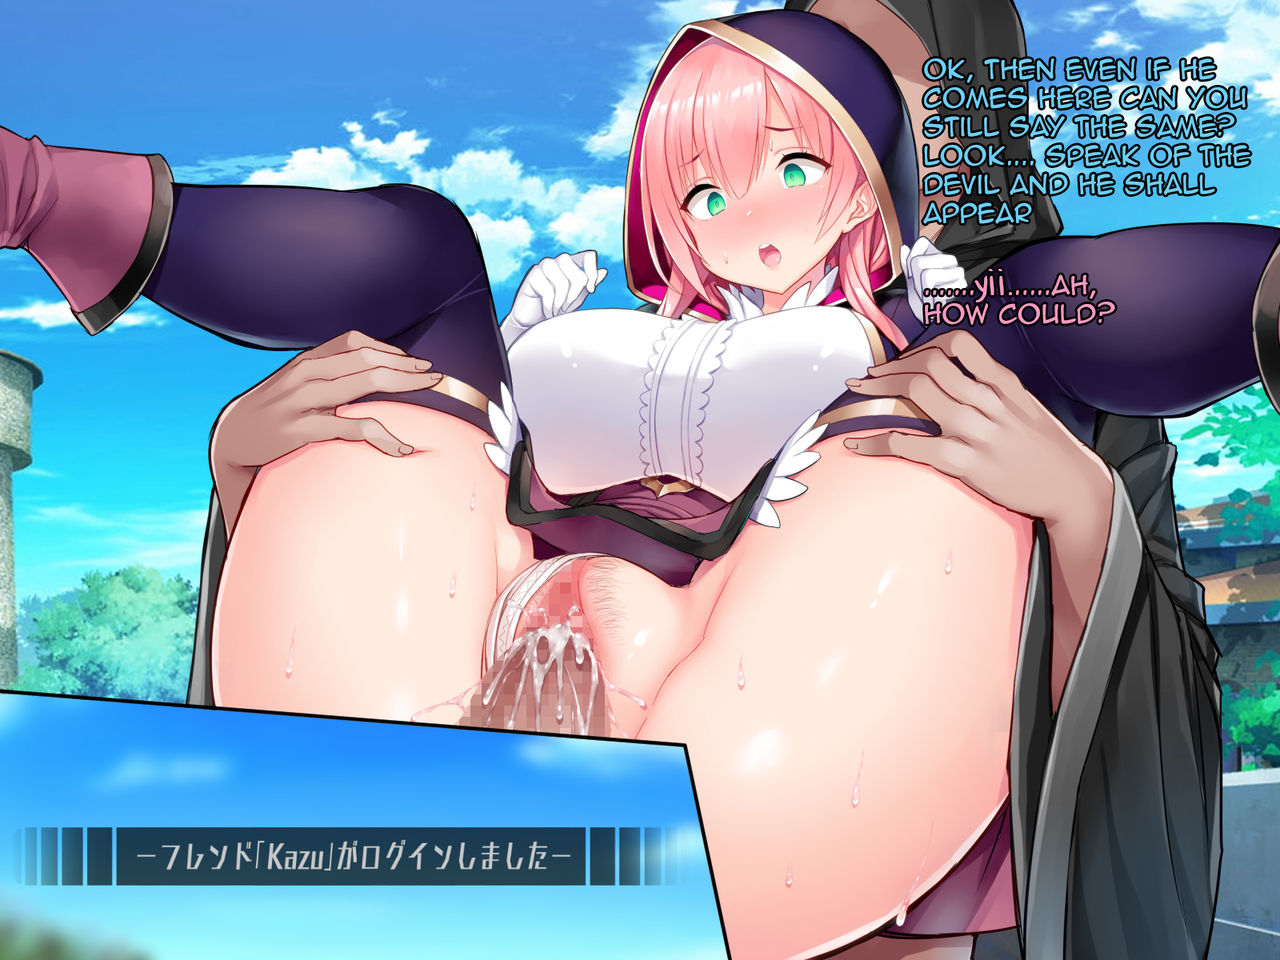 OK, THEN EVEN IF HE
COMES HERE CAN YOU
STILL SAY THE SAME?
LOOK.... SPEAK OF THE
DEVIL AND HE SHALL
APPEAR
.......yii......AH,
HOW COULD?
－フレンド「Kazu」がログインしました－